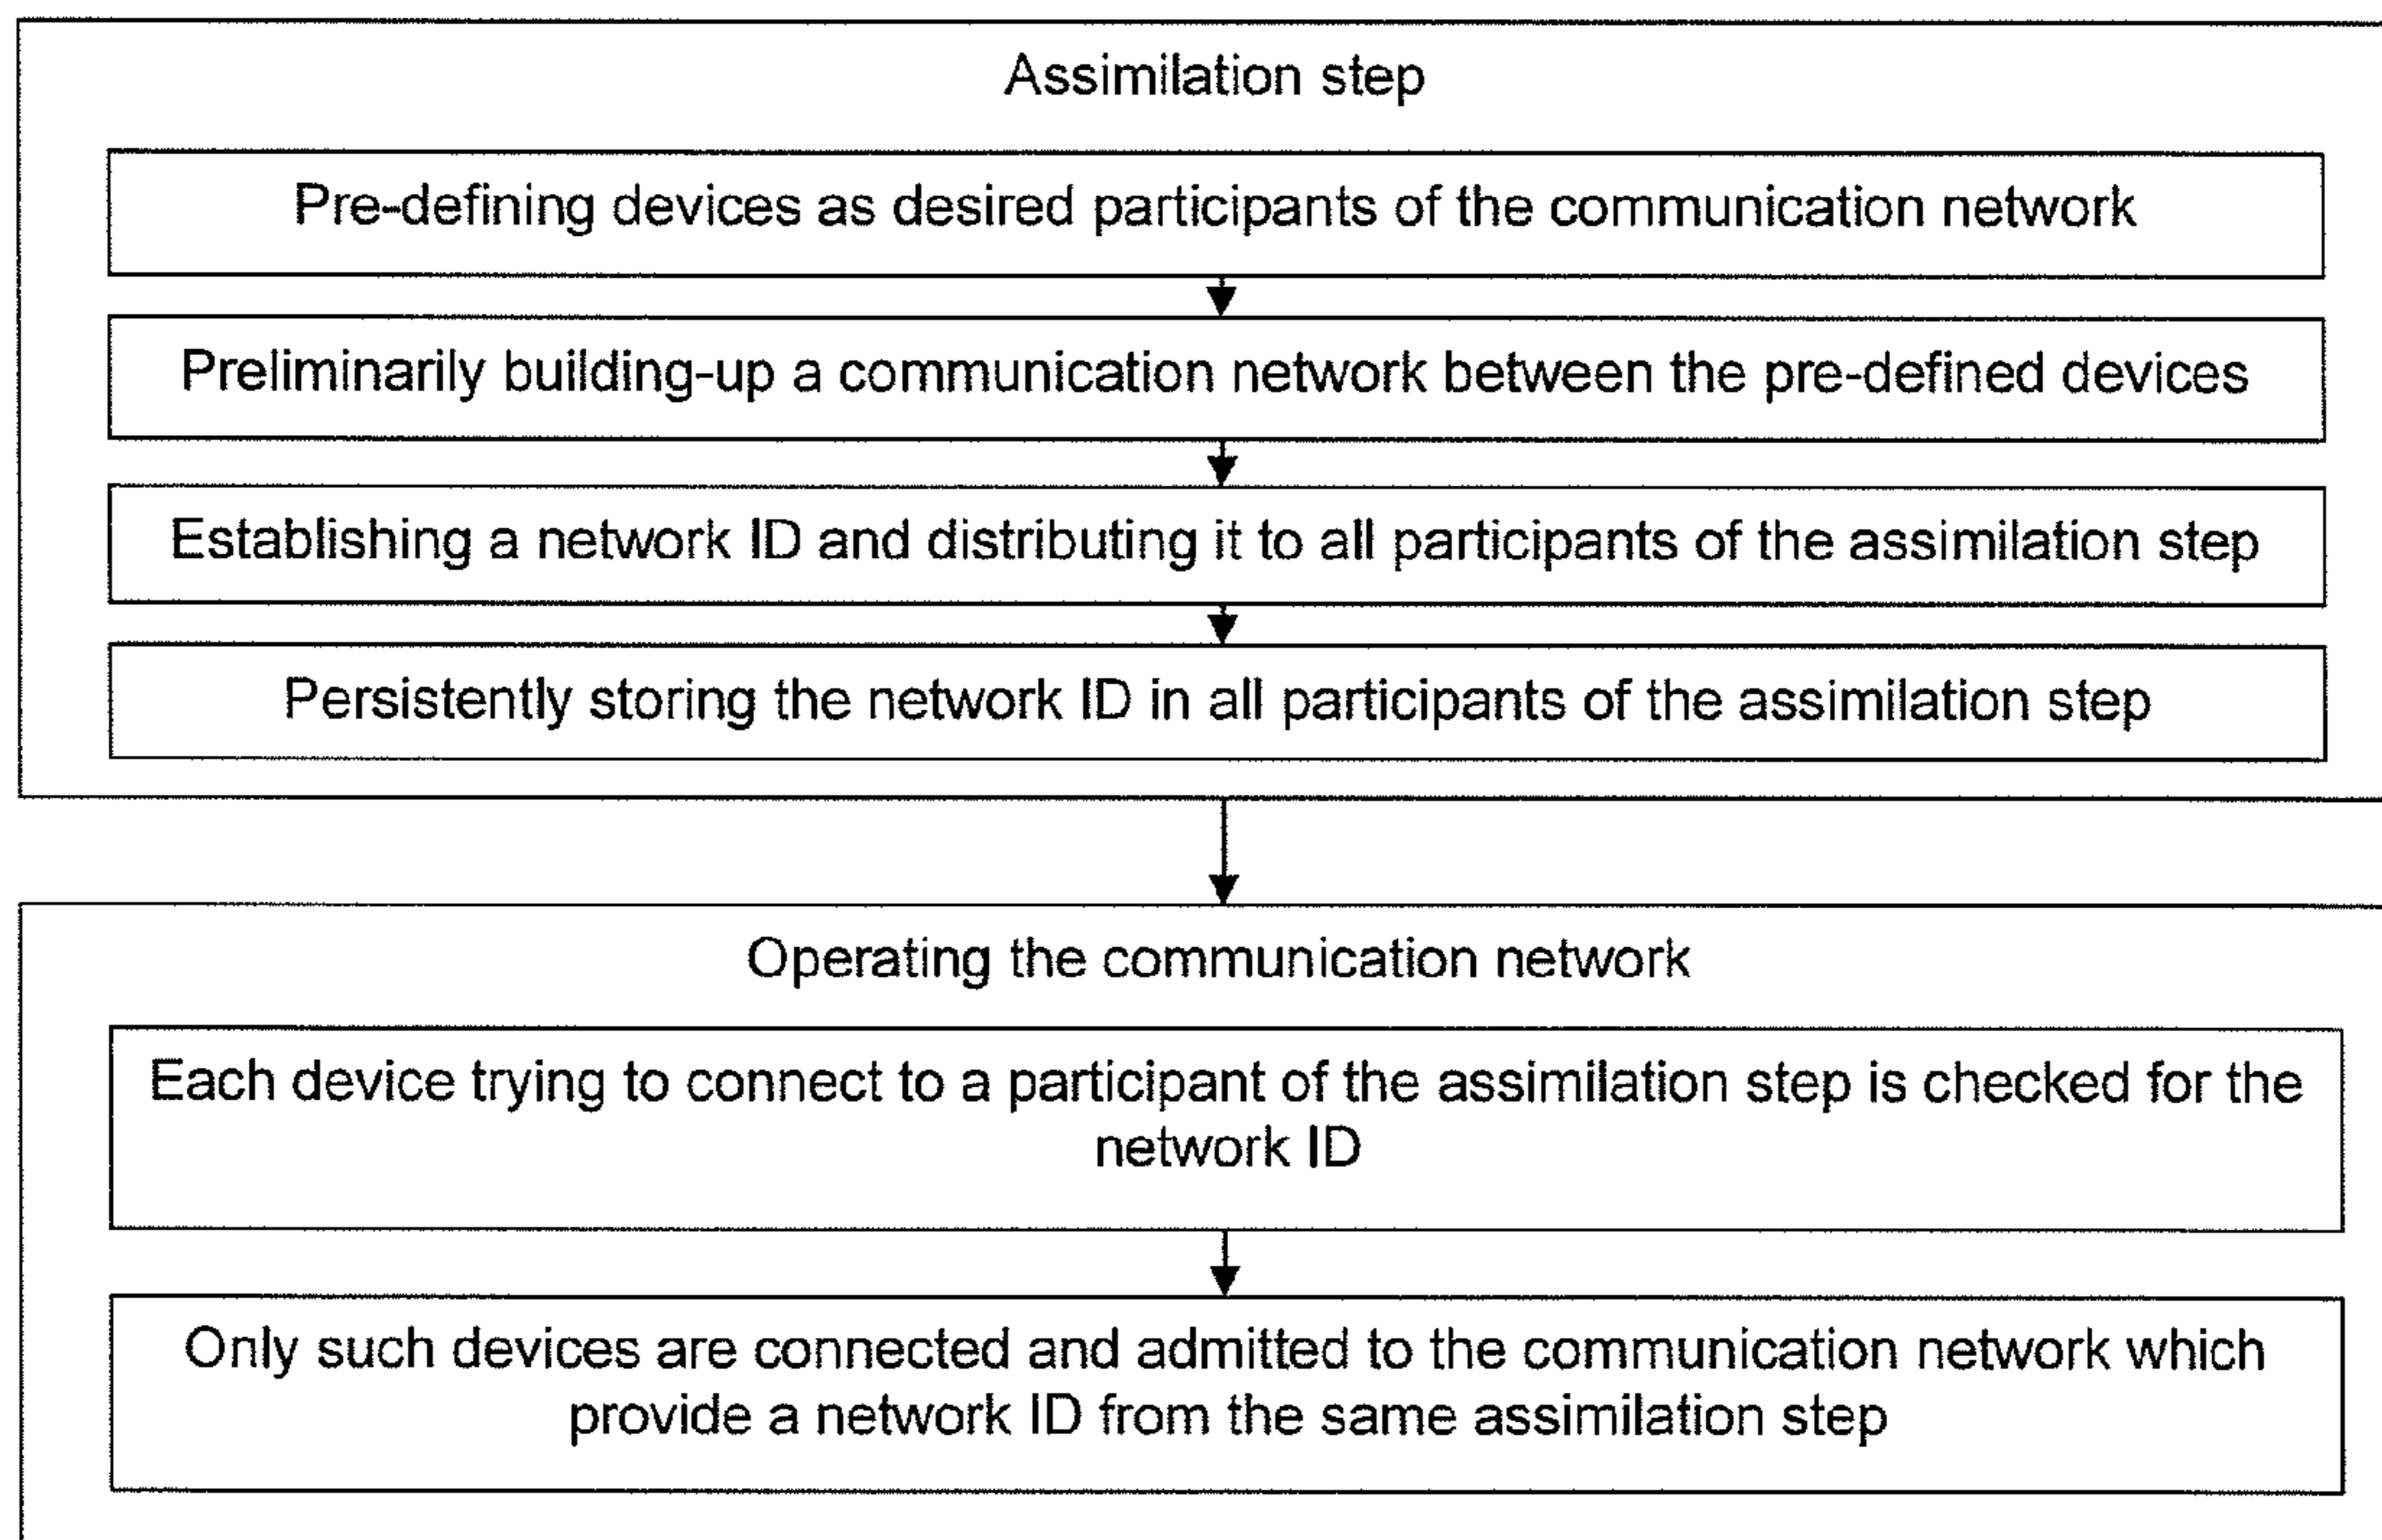 Assimilation step
Pre-defining devices as desired participants of the communication network
Preliminarily building-up a communication network between the pre-defined devices
Establishing a network ID and distributing it to all participants of the assimilation step
Persistently storing the network ID in all participants of the assimilation step
Operating the communication network
Each device trying to connect to a participant of the assimilation step is checked for the
network ID
Only such devices are connected and admitted to the communication network which
provide a network ID from the same assimilation step